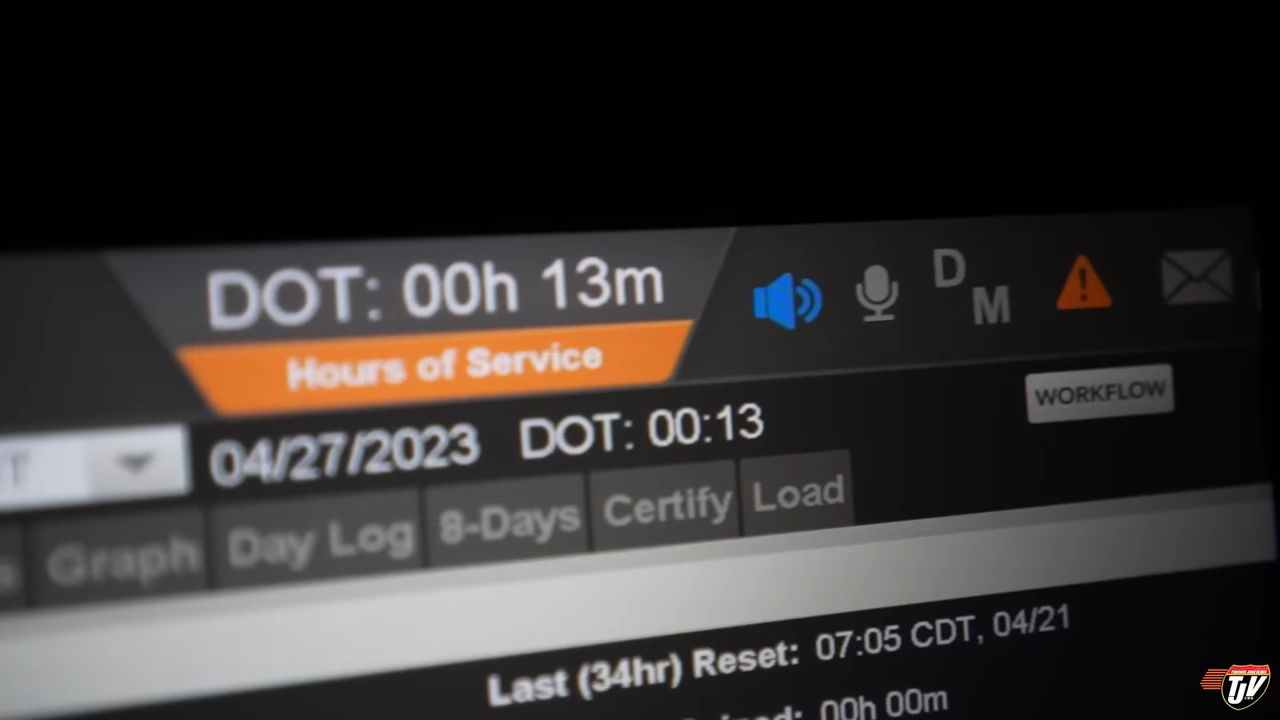 DOT: 00h 13m
Hours of Service
D
M
WORKFLOW
04/27/2023 DOT: 00:13
Graph Day Log 8-Days Certify Load
Last (34hr) Reset: 07:05 CDT, 04/21
00h 00m
TJV